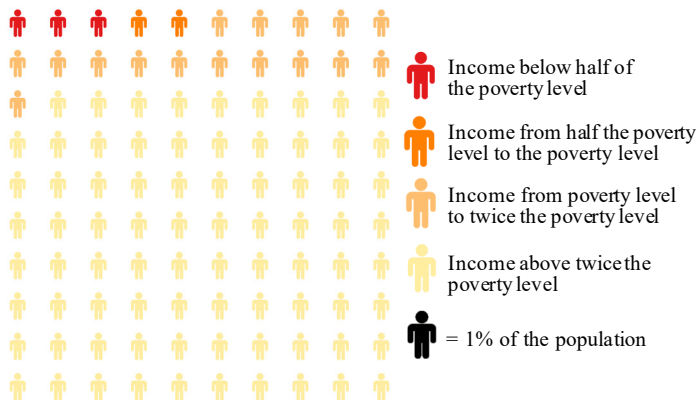 Income below half of
the poverty level
Income from half the poverty
level to the poverty level
Income from poverty level
to twice the poverty level
Income above twice the
poverty level
= 1% of the population